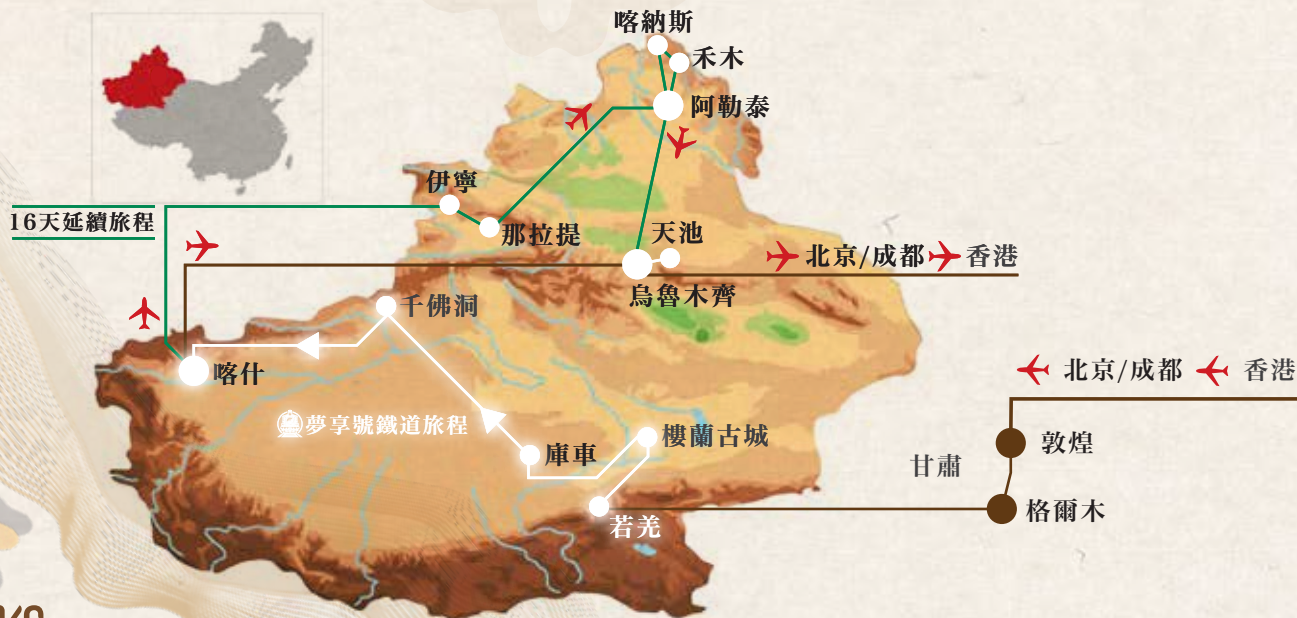 喀納斯
禾木
阿勒泰
伊寧
16天延續旅程
那拉提
天池
北京/成都 香港
烏魯木齊
千佛洞
喀什
北京/成都 香港
夢享號鐵道旅程
樓蘭古城
庫車
敦煌
甘肅
格爾木
若羌